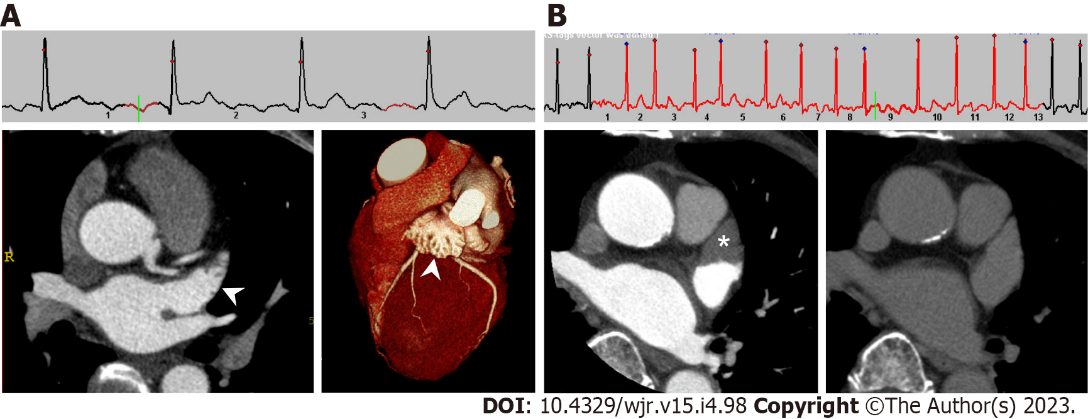 A
B
1 2 3
1 2 3 4 5 6 7 8 9 10 11 12 13
R
*
DOI: 10.4329/wjr.v15.i4.98 Copyright ©The Author(s) 2023.